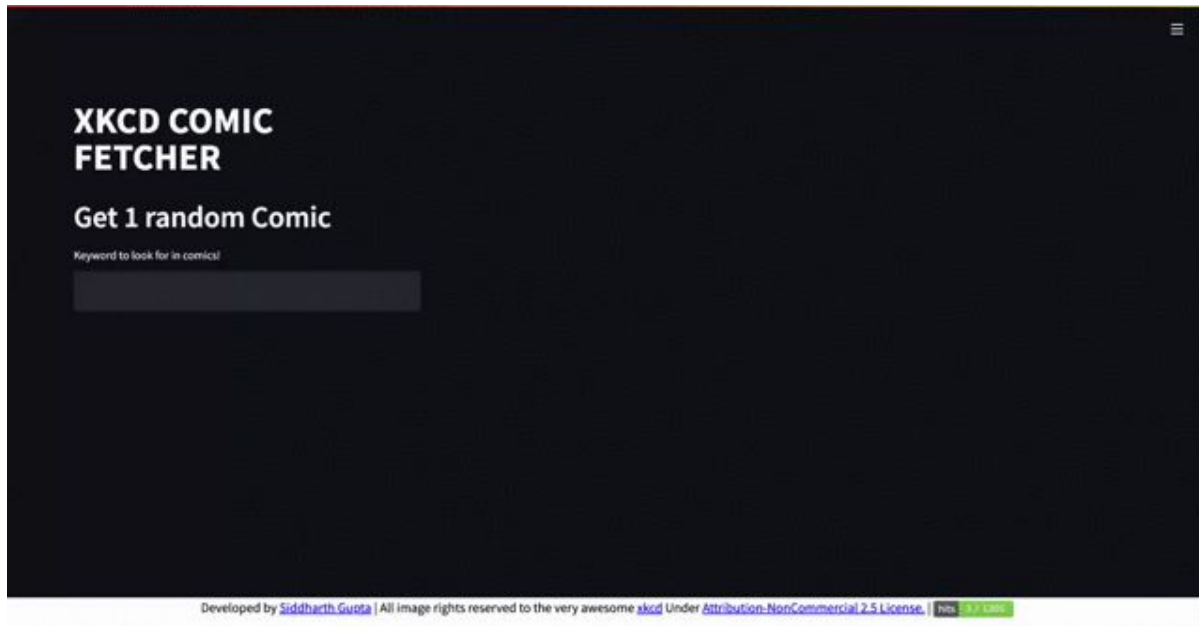 XKCD COMIC
FETCHER
Get 1 random Comic
Keyword to look for in comics!
Developed by Siddharth Gupta | All image rights reserved to the very awesome xkcd Under Attribution-NonCommercial 2.5 License. | hits